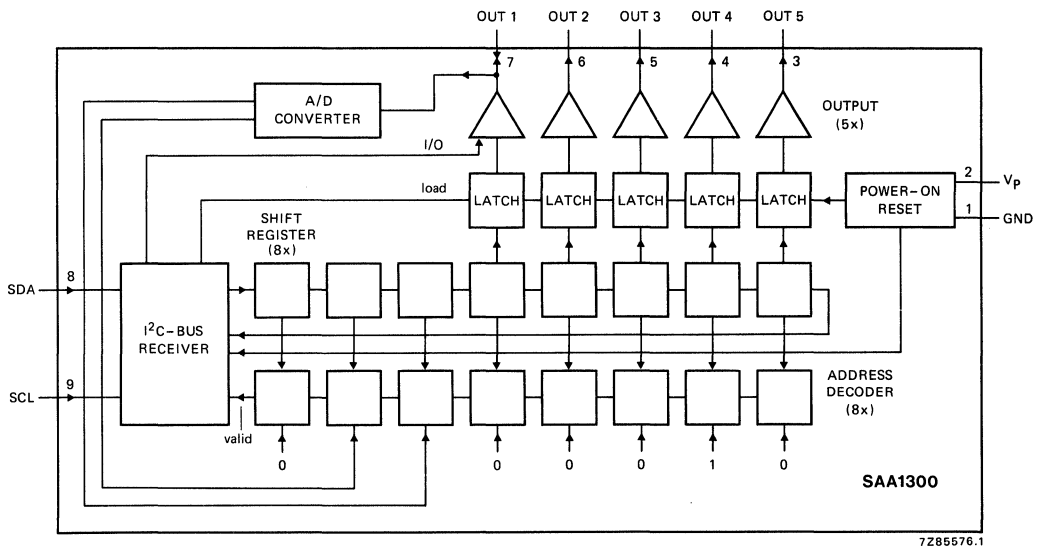 OUT 1 OUT 2 OUT 3 OUT 4 OUT 5
7 6 5 4 3
A/D
CONVERTER
OUTPUT
(5x)
I/O
load
LATCH LATCH LATCH LATCH LATCH
POWER-ON
RESET
2 VP
1 GND
SHIFT
REGISTER
(8x)
SDA 8
I2C-BUS
RECEIVER
SCL 9
ADDRESS
DECODER
(8x)
valid
0 0 0 0 1 0
SAA1300
7Z85576.1